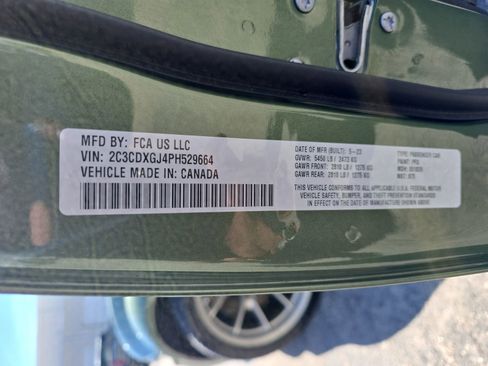 MFD BY: FCA US LLC
VIN: 2C3CDXGJ4PH529664
VEHICLE MADE IN: CANADA
DATE OF MFR (BUILT): 5-23
GVWR: 5450 LB / 2472 KG
GAWR FRONT: 2810 LB / 1275 KG
GAWR REAR: 2810 LB / 1275 KG
TYPE: PASSENGER CAR
PAINT: PFQ
MDH:
THIS VEHICLE CONFORMS TO ALL APPLICABLE U.S.A. FEDERAL MOTOR
VEHICLE SAFETY, BUMPER, AND THEFT PREVENTION STANDARDS
IN EFFECT ON THE DATE OF MANUFACTURE SHOWN ABOVE